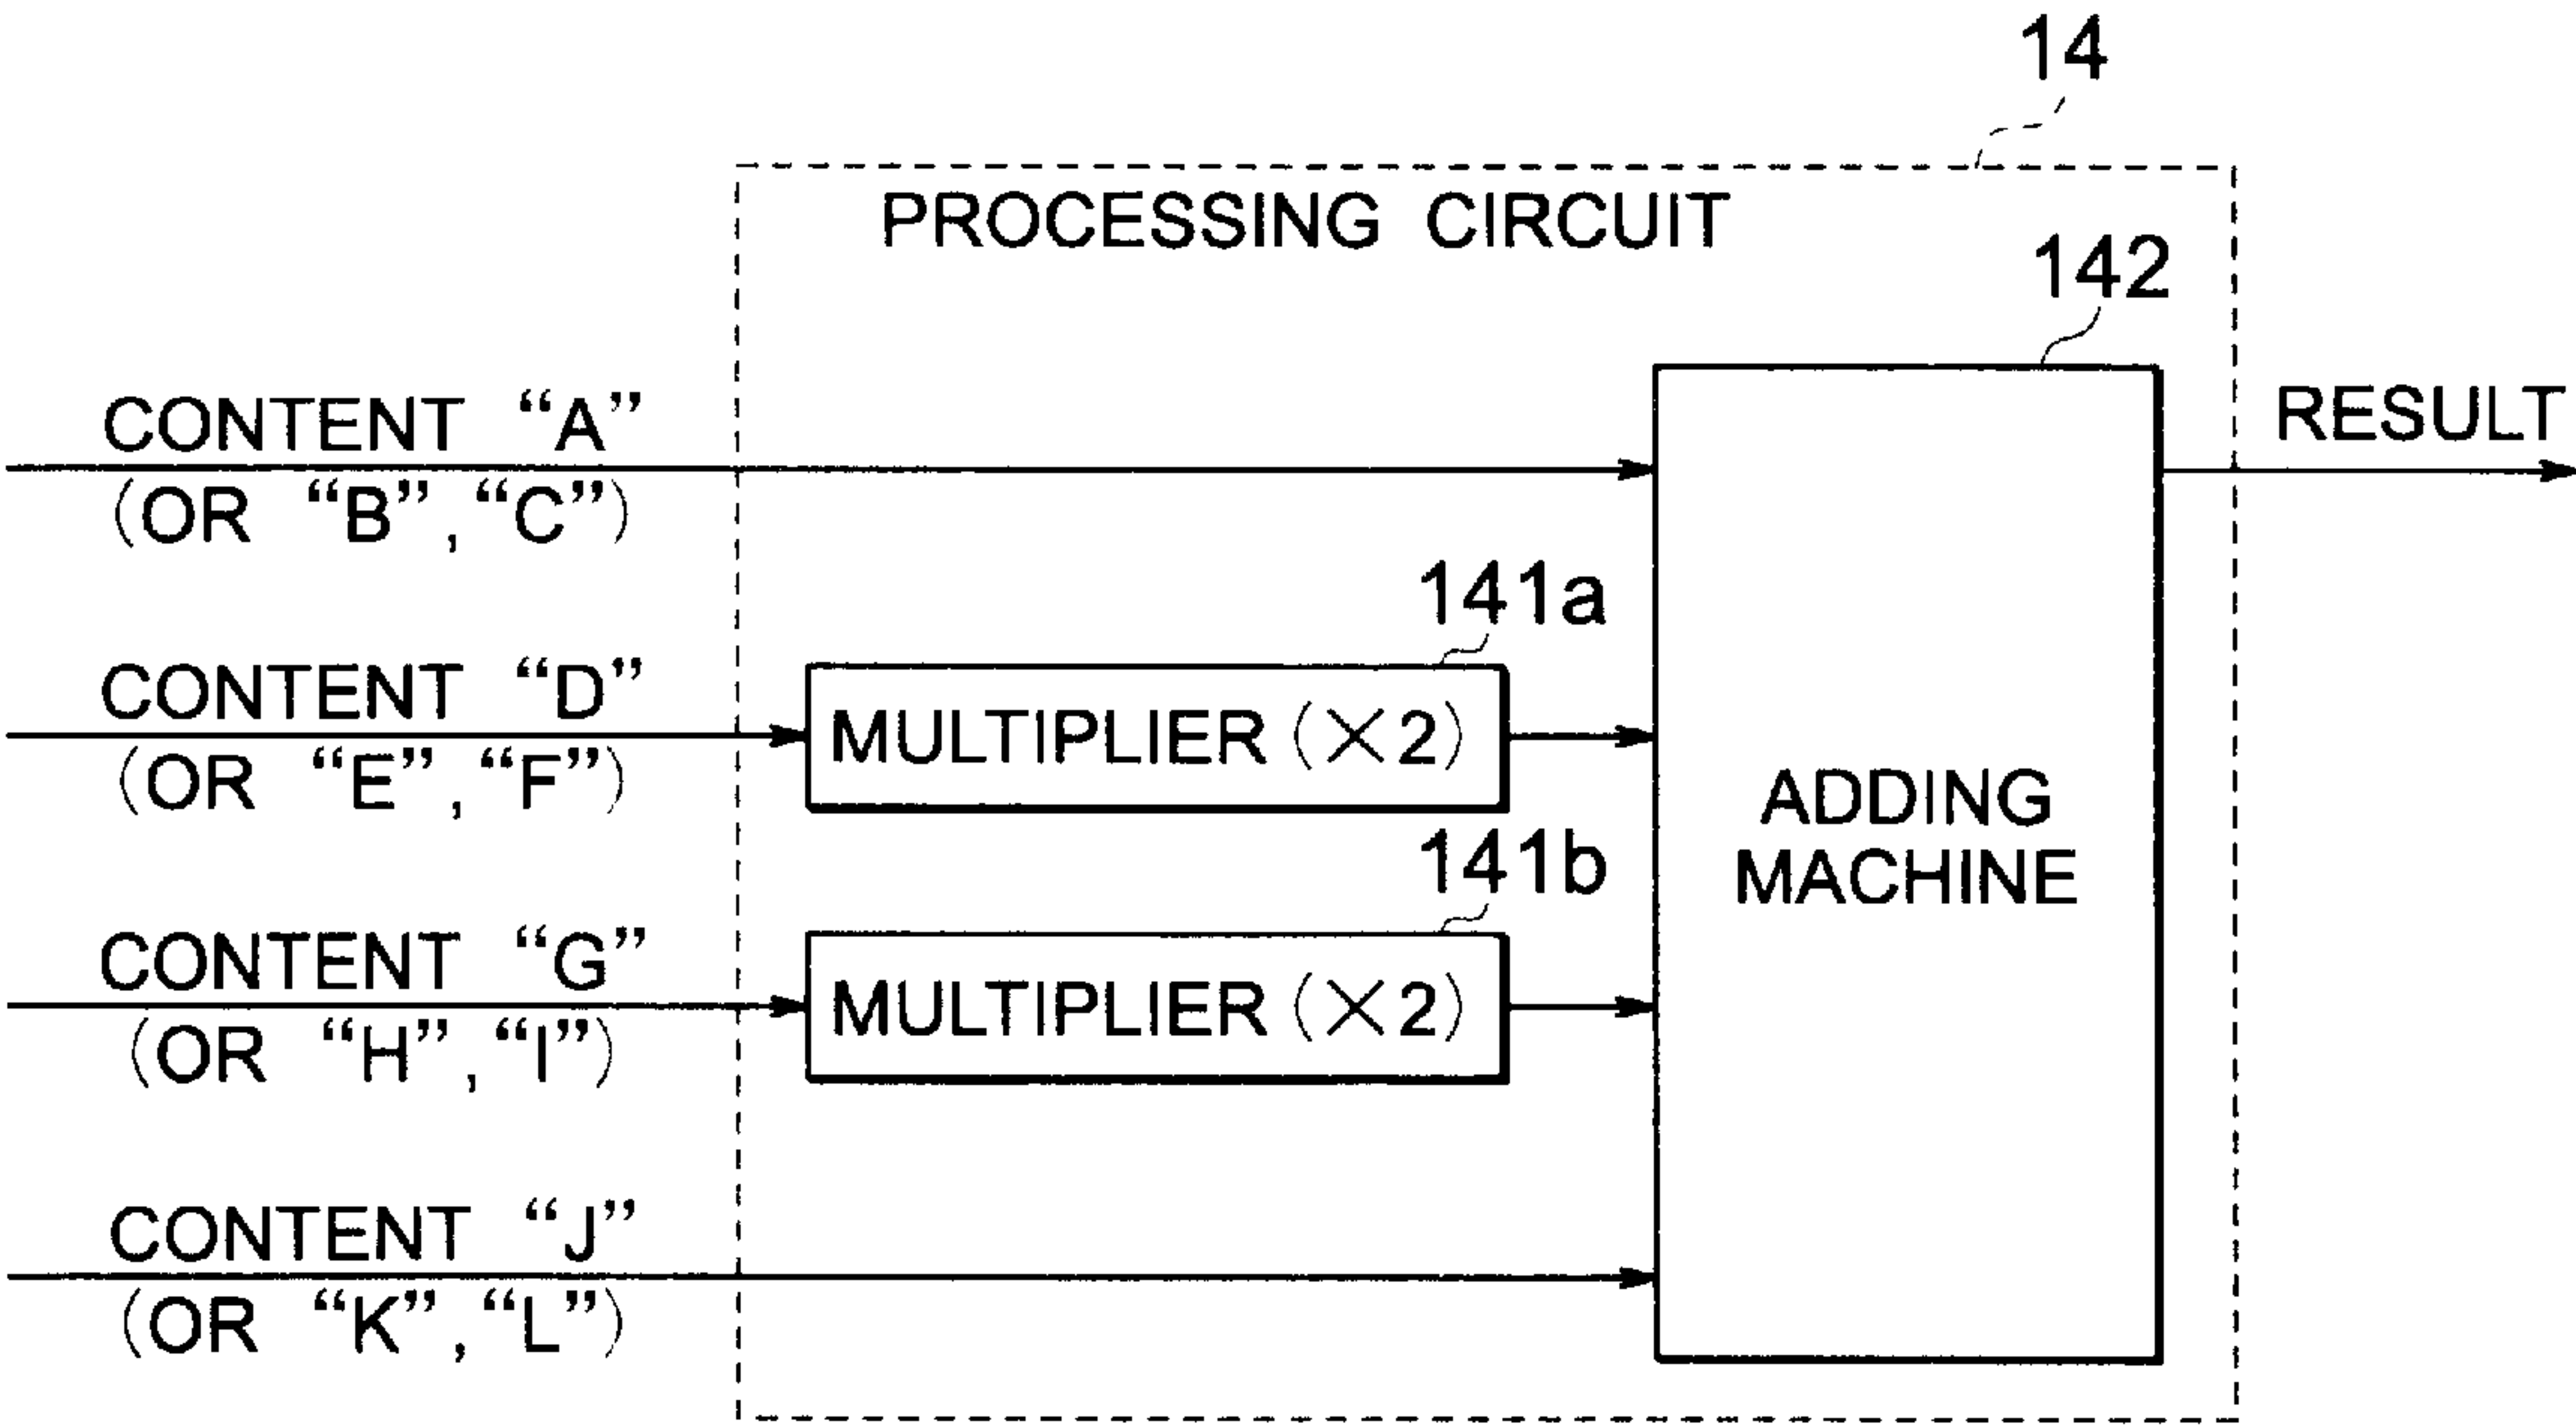 14
PROCESSING CIRCUIT
142
CONTENT “A”
(OR “B”, “C”)
RESULT
141a
CONTENT “D”
(OR “E”, “F”)
MULTIPLIER (×2)
ADDING
MACHINE
141b
CONTENT “G”
(OR “H”, “I”)
MULTIPLIER (×2)
CONTENT “J”
(OR “K”, “L”)